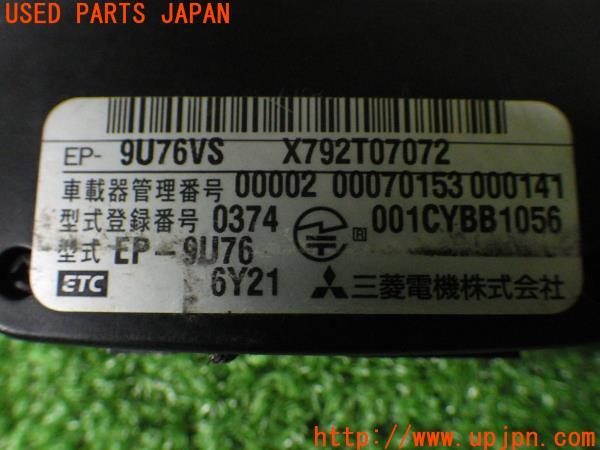 USED PARTS JAPAN
EP- 9U76VS X792T07072
車載器管理番号 00002 00070153 000141
型式登録番号 0374 R 001CYBB1056
型式 EP-9U76
ETC 6Y21 三菱電機株式会社
http://www.upjpn.com